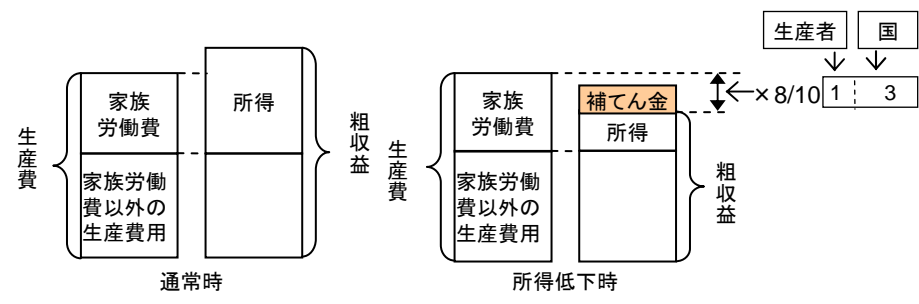 生産者
国
×8/10
1
3
生産費
家族
労働費
家族労働
費以外の
生産費用
所得
粗収益
通常時
生産費
家族
労働費
家族労働
費以外の
生産費用
補てん金
所得
粗収益
所得低下時